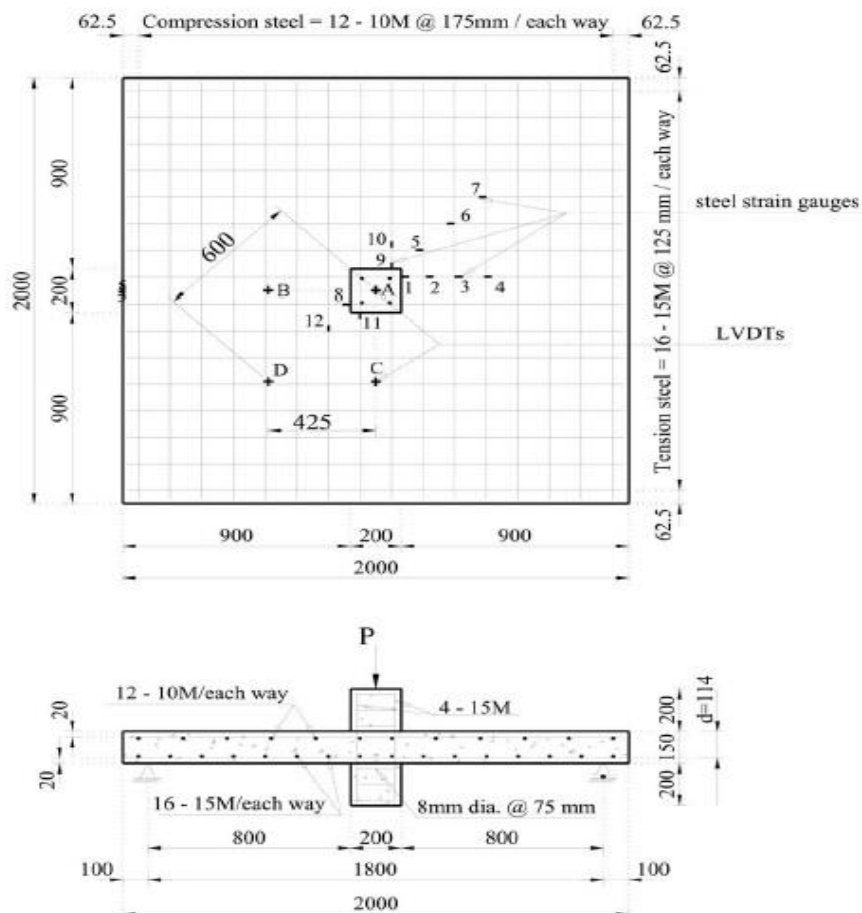 62.5 Compression steel = 12 - 10M @ 175mm / each way 62.5
62.5
900
7
steel strain gauges
6
10 5
600
9
2000
200
B
A
1 2 3 4
8
11
12
LVDTs
D
C
425
900
Tension steel = 16 - 15M @ 125 mm / each way
62.5
900 200 900
2000
P
12 - 10M/each way
4 - 15M
20
d=114
200
150
200
20
16 - 15M/each way
8mm dia. @ 75 mm
800 200 800
100 1800 100
2000